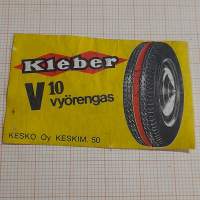 Kleber
V10
vyörengas
KESKO Oy KESKIM. 50